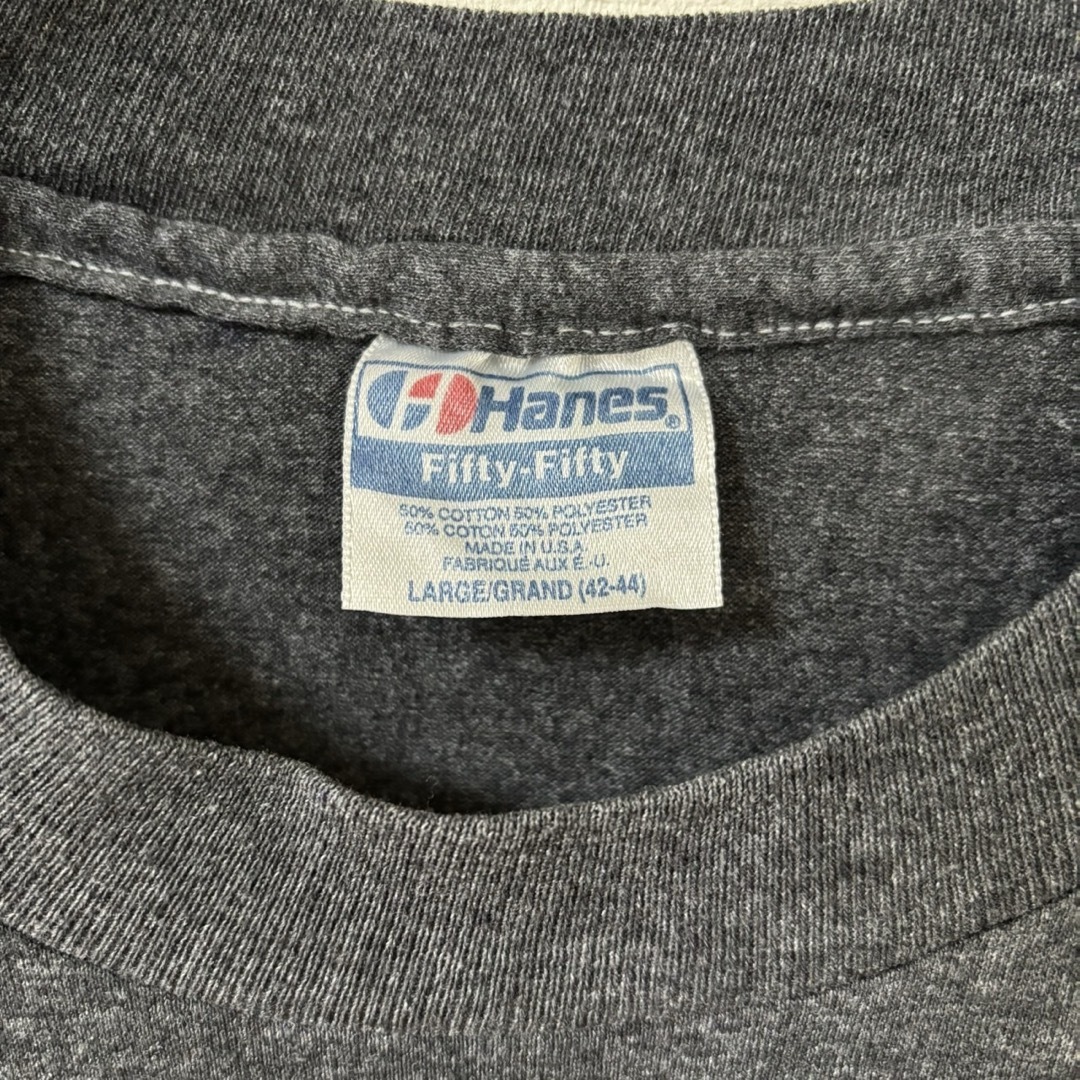 Hanes®
Fifty-Fifty
50% COTTON 50% POLYESTER
50% COTON 50% POLYESTER
MADE IN U.S.A.
FABRIQUE AUX É.-U.
LARGE/GRAND (42-44)